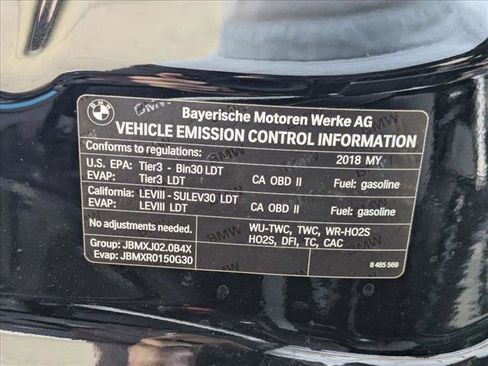 BMW
Bayerische Motoren Werke AG
VEHICLE EMISSION CONTROL INFORMATION
Conforms to regulations: 2018 MY
U.S. EPA: Tier3 - Bin30 LDT
EVAP: Tier3 LDT CA OBD II Fuel: gasoline
California: LEVIII - SULEV30 LDT
EVAP: LEVIII LDT CA OBD II Fuel: gasoline
No adjustments needed. WU-TWC, TWC, WR-HO2S
HO2S, DFI, TC, CAC
Group: JBMXJ02.0B4X
Evap: JBMXR0150G30 8 485 569